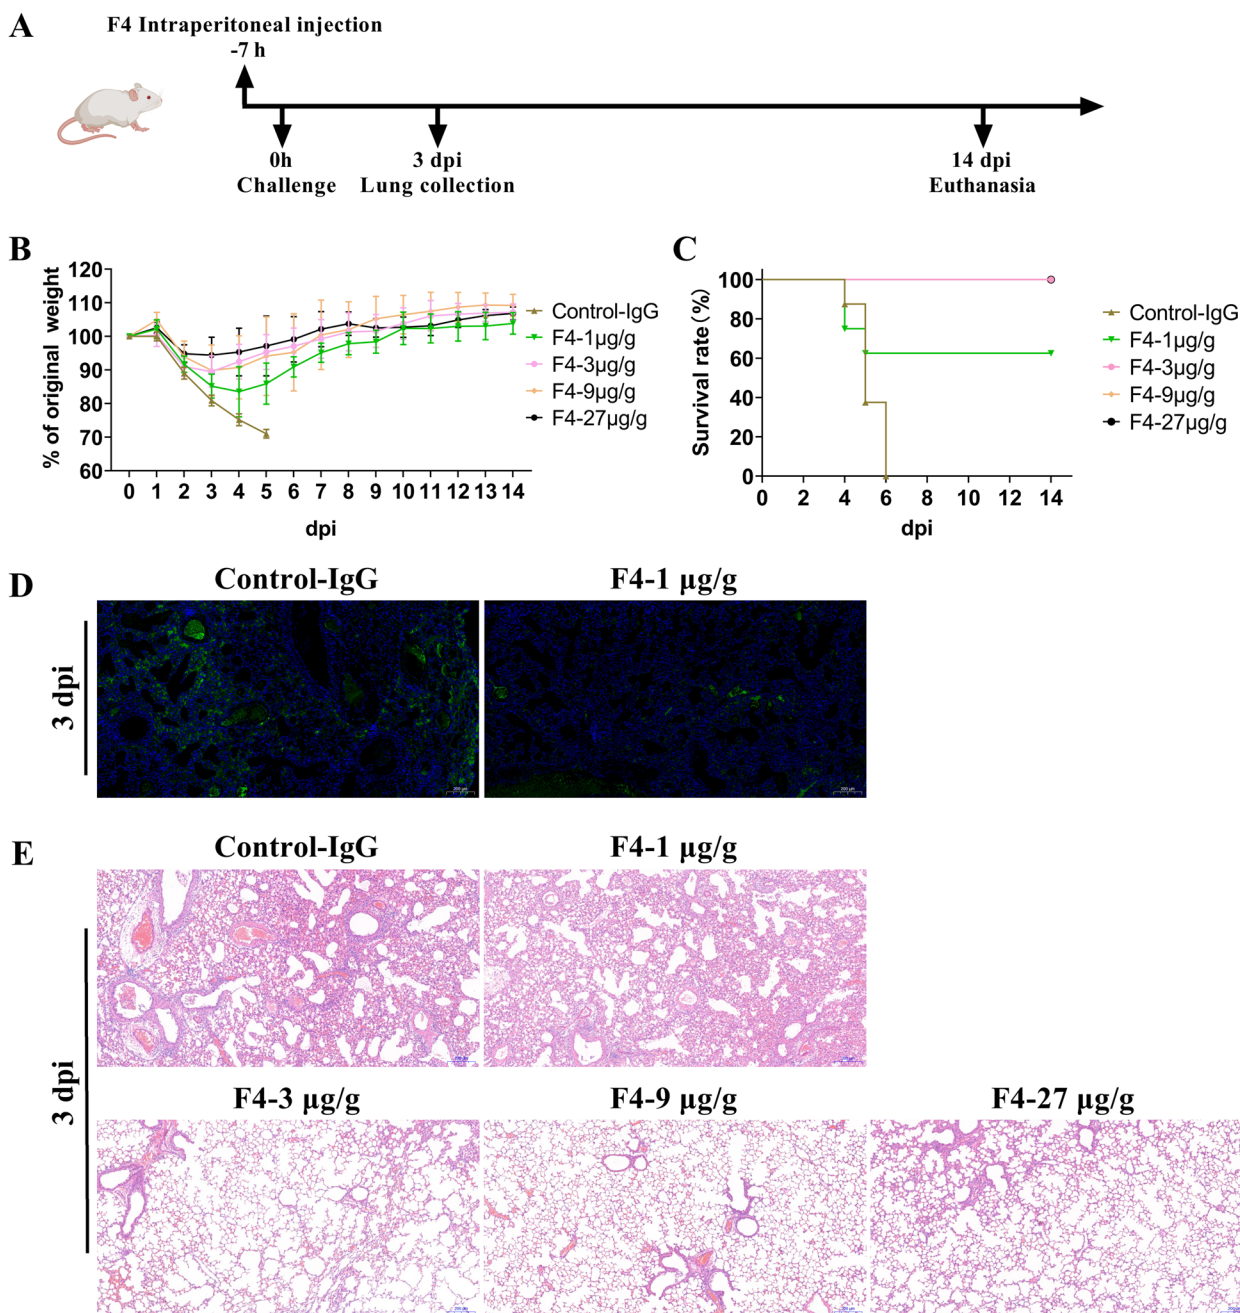 A
F4 Intraperitoneal injection
-7 h
0h
Challenge
3 dpi
Lung collection
14 dpi
Euthanasia
B
% of original weight
120
110
100
90
80
70
60
0 1 2 3 4 5 6 7 8 9 10 11 12 13 14
dpi
Control-IgG
F4-1μg/g
F4-3μg/g
F4-9μg/g
F4-27μg/g
C
Survival rate (%)
100
80
60
40
20
0
0 2 4 6 8 10 12 14
dpi
Control-IgG
F4-1μg/g
F4-3μg/g
F4-9μg/g
F4-27μg/g
D
Control-IgG
F4-1 μg/g
3 dpi
200 μm
200 μm
E
Control-IgG
F4-1 μg/g
3 dpi
F4-3 μg/g
F4-9 μg/g
F4-27 μg/g